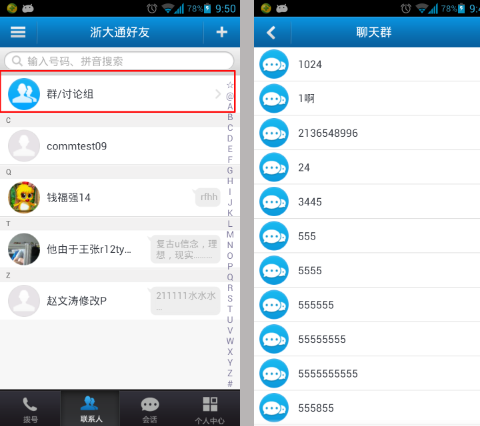 78% 9:50
浙大通好友
输入号码、拼音搜索
群/讨论组
C
commtest09
Q
钱福强14
rfhh
T
他由于王张r12ty...
复古u信念，理
想，现实........
Z
赵文涛修改P
211111水水水
...
☆
@
A
B
C
D
E
F
G
H
I
J
K
L
M
N
O
P
Q
R
S
T
U
V
W
X
Y
Z
#
拨号
联系人
会话
个人中心
78%
聊天群
1024
1啊
2136548996
24
3445
555
5555
555555
55555555
5555555555
555855